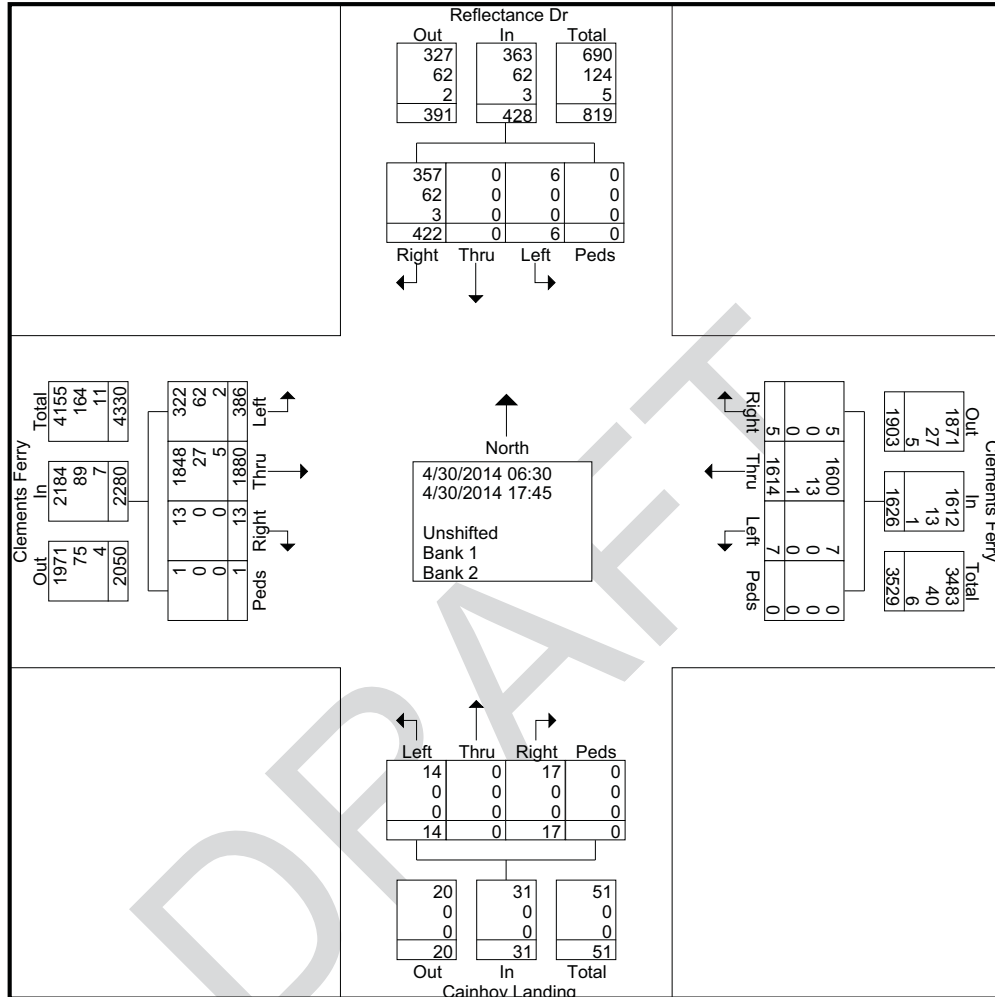 Reflectance Dr
Out In Total
327 363 690
62 62 124
2 3 5
391 428 819
357 0 6 0
62 0 0 0
3 0 0 0
422 0 6 0
Right Thru Left Peds
Clements Ferry
Total In Out
4155 2184 1971
164 89 75
11 7 4
4330 2280 2050
322 1848 13 1
62 27 0 0
2 5 0 0
386 1880 13 1
Left Thru Right Peds
North
4/30/2014 06:30
4/30/2014 17:45
Unshifted
Bank 1
Bank 2
Right Thru Left Peds
5 1600 7 0
0 13 0 0
0 1 0 0
5 1614 7 0
Clements Ferry
Out In Total
1871 1612 3483
27 13 40
5 1 6
1903 1626 3529
Left Thru Right Peds
14 0 17 0
0 0 0 0
0 0 0 0
14 0 17 0
20 31 51
0 0 0
0 0 0
20 31 51
Out In Total
Cainhoy Landing
DRAFT